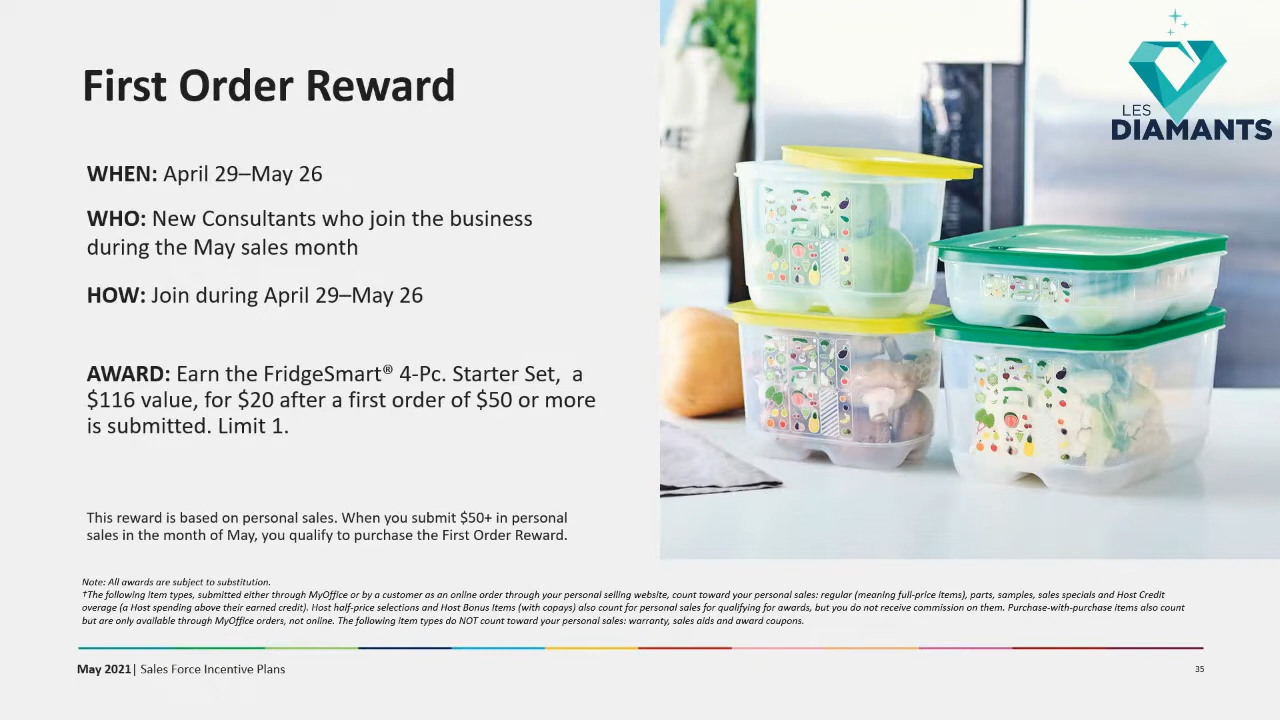 First Order Reward
LES
DIAMANTS
WHEN: April 29–May 26
WHO: New Consultants who join the business
during the May sales month
HOW: Join during April 29–May 26
AWARD: Earn the FridgeSmart® 4-Pc. Starter Set, a
$116 value, for $20 after a first order of $50 or more
is submitted. Limit 1.
This reward is based on personal sales. When you submit $50+ in personal
sales in the month of May, you qualify to purchase the First Order Reward.
Note: All awards are subject to substitution.
†The following item types, submitted either through MyOffice or by a customer as an online order through your personal selling website, count toward your personal sales: regular (meaning full-price items), parts, samples, sales specials and Host Credit
overage (a Host spending above their earned credit). Host half-price selections and Host Bonus Items (with copays) also count for personal sales for qualifying for awards, but you do not receive commission on them. Purchase-with-purchase items also count
but are only available through MyOffice orders, not online. The following item types do NOT count toward your personal sales: warranty, sales aids and award coupons.
May 2021| Sales Force Incentive Plans
35